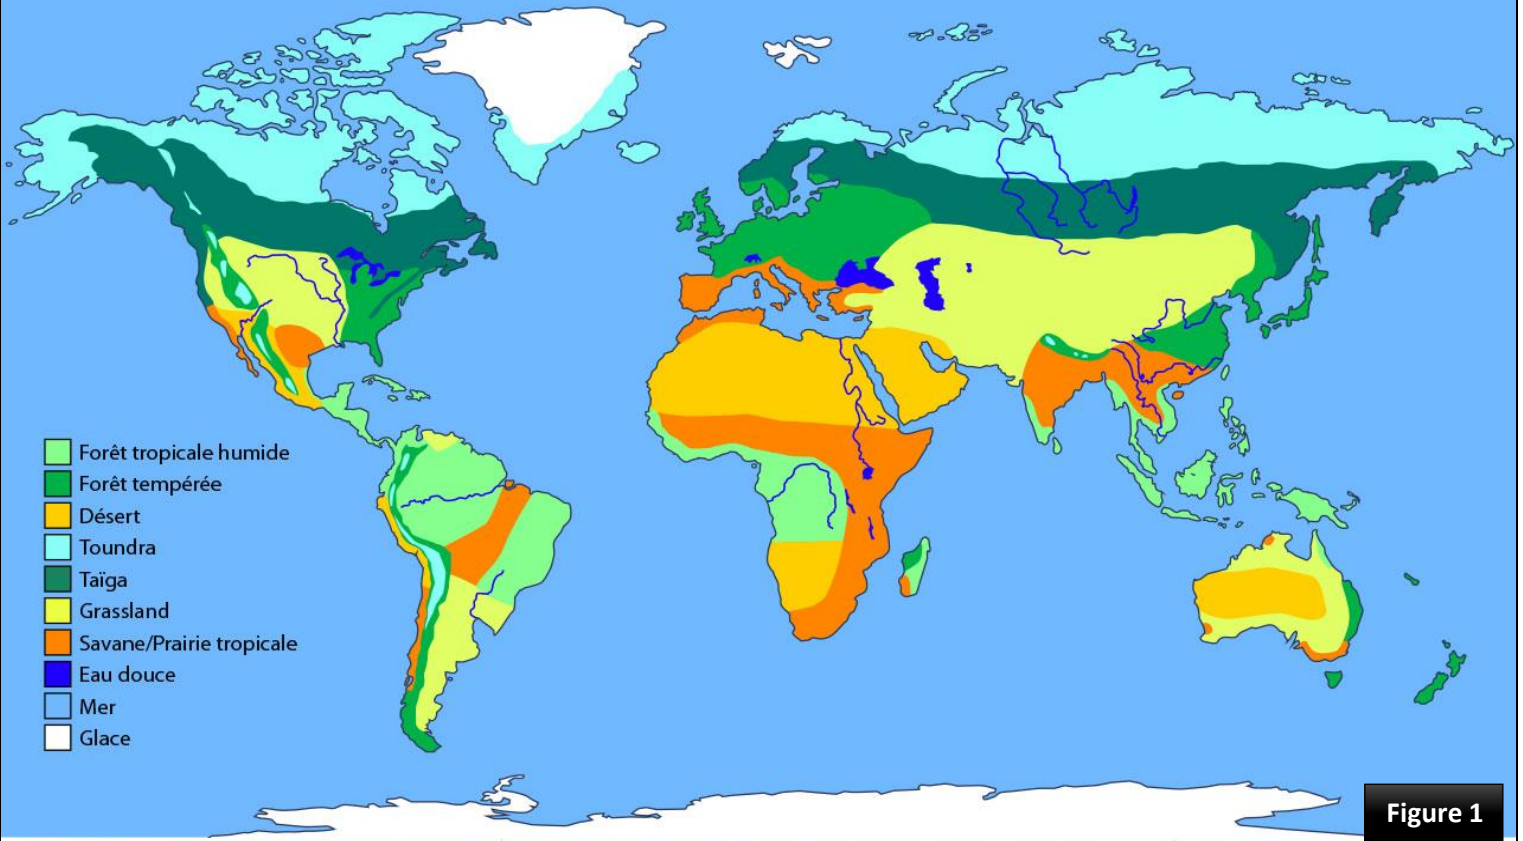 Forêt tropicale humide
Forêt tempérée
Désert
Toundra
Taïga
Grassland
Savane/Prairie tropicale
Eau douce
Mer
Glace
Figure 1